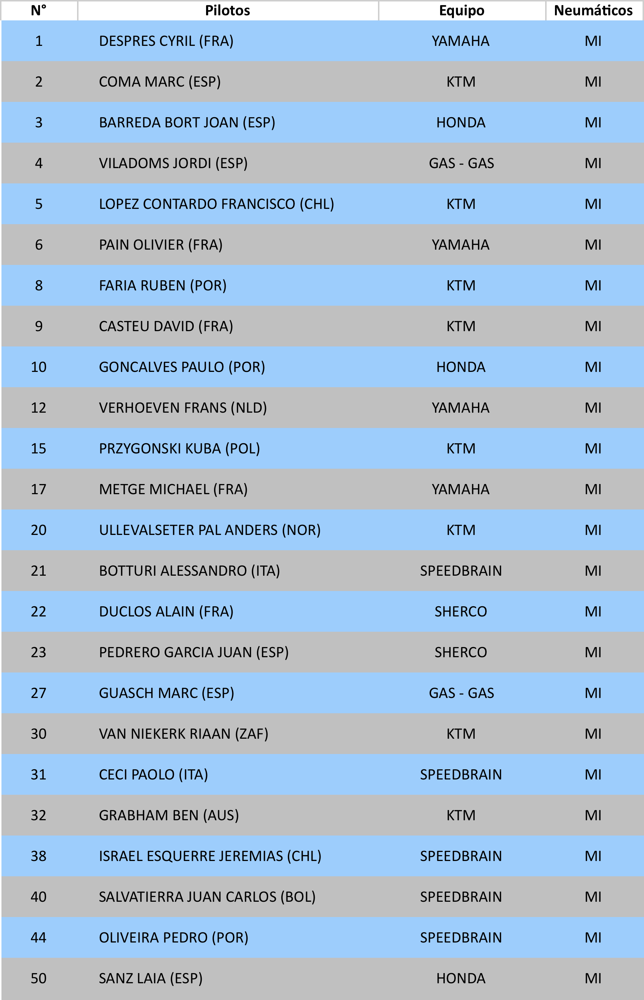 N° Pilotos Equipo Neumáticos
1 DESPRES CYRIL (FRA) YAMAHA MI
2 COMA MARC (ESP) KTM MI
3 BARREDA BORT JOAN (ESP) HONDA MI
4 VILADOMS JORDI (ESP) GAS - GAS MI
5 LOPEZ CONTARDO FRANCISCO (CHL) KTM MI
6 PAIN OLIVIER (FRA) YAMAHA MI
8 FARIA RUBEN (POR) KTM MI
9 CASTEU DAVID (FRA) KTM MI
10 GONCALVES PAULO (POR) HONDA MI
12 VERHOEVEN FRANS (NLD) YAMAHA MI
15 PRZYGONSKI KUBA (POL) KTM MI
17 METGE MICHAEL (FRA) YAMAHA MI
20 ULLEVALSETER PAL ANDERS (NOR) KTM MI
21 BOTTURI ALESSANDRO (ITA) SPEEDBRAIN MI
22 DUCLOS ALAIN (FRA) SHERCO MI
23 PEDRERO GARCIA JUAN (ESP) SHERCO MI
27 GUASCH MARC (ESP) GAS - GAS MI
30 VAN NIEKERK RIAAN (ZAF) KTM MI
31 CECI PAOLO (ITA) SPEEDBRAIN MI
32 GRABHAM BEN (AUS) KTM MI
38 ISRAEL ESQUERRE JEREMIAS (CHL) SPEEDBRAIN MI
40 SALVATIERRA JUAN CARLOS (BOL) SPEEDBRAIN MI
44 OLIVEIRA PEDRO (POR) SPEEDBRAIN MI
50 SANZ LAIA (ESP) HONDA MI